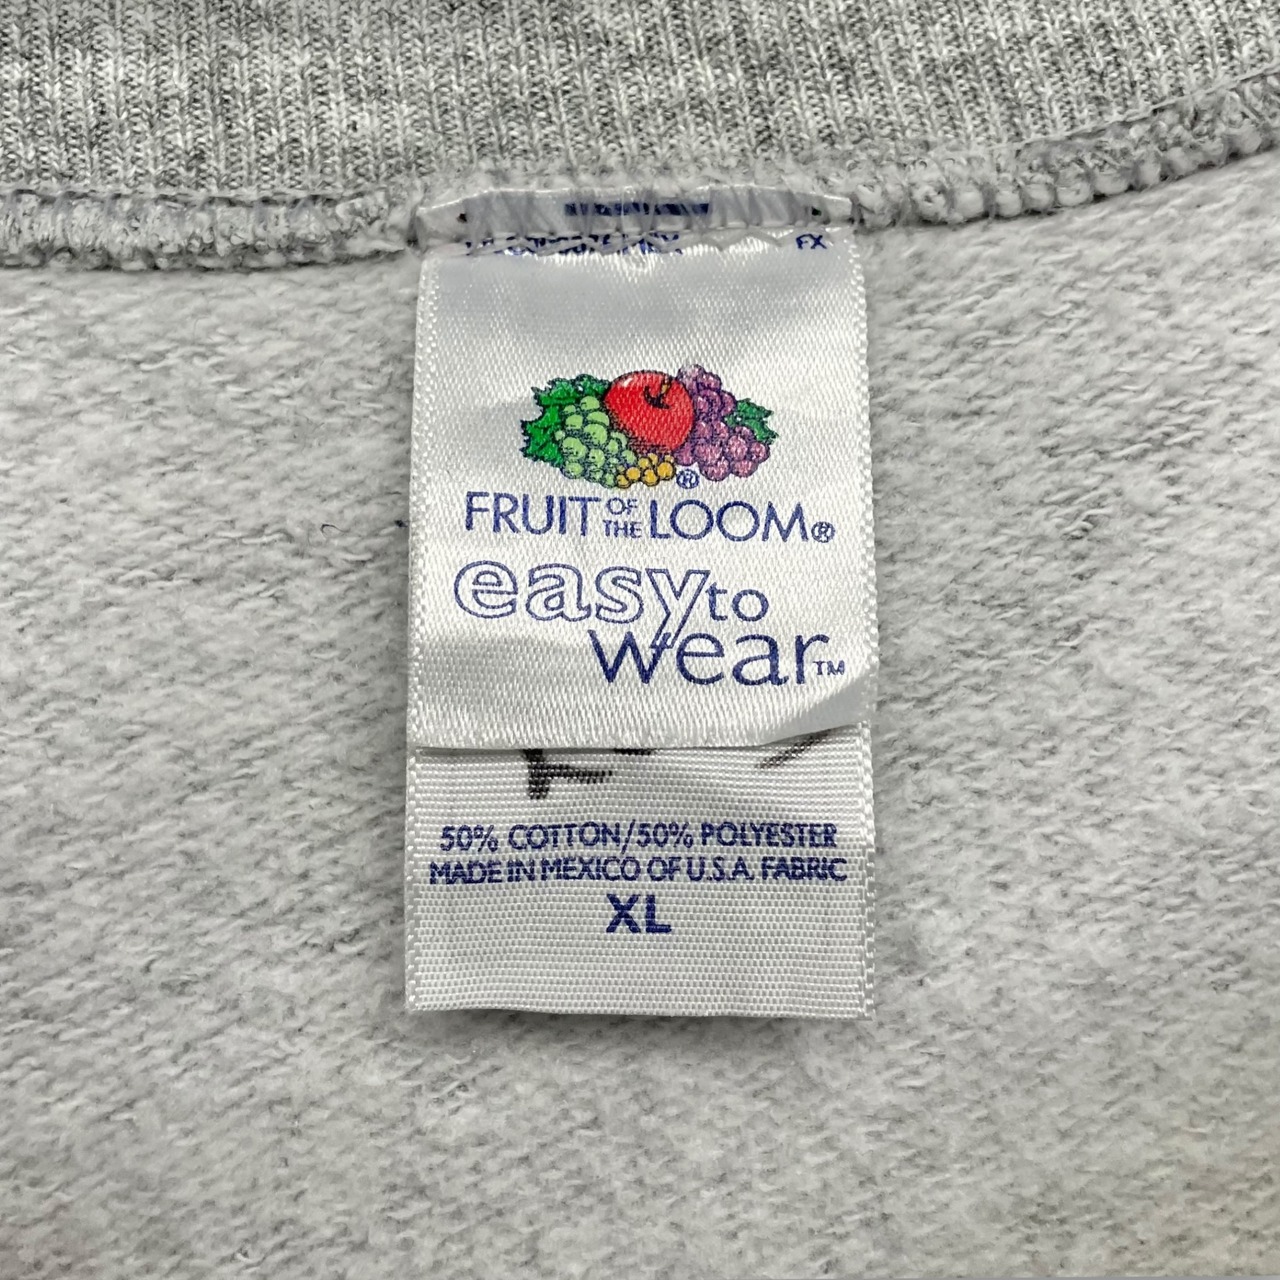 FX
®
FRUIT OF THE LOOM®
easy to
wear™
50% COTTON/50% POLYESTER
MADE IN MEXICO OF U.S.A. FABRIC
XL